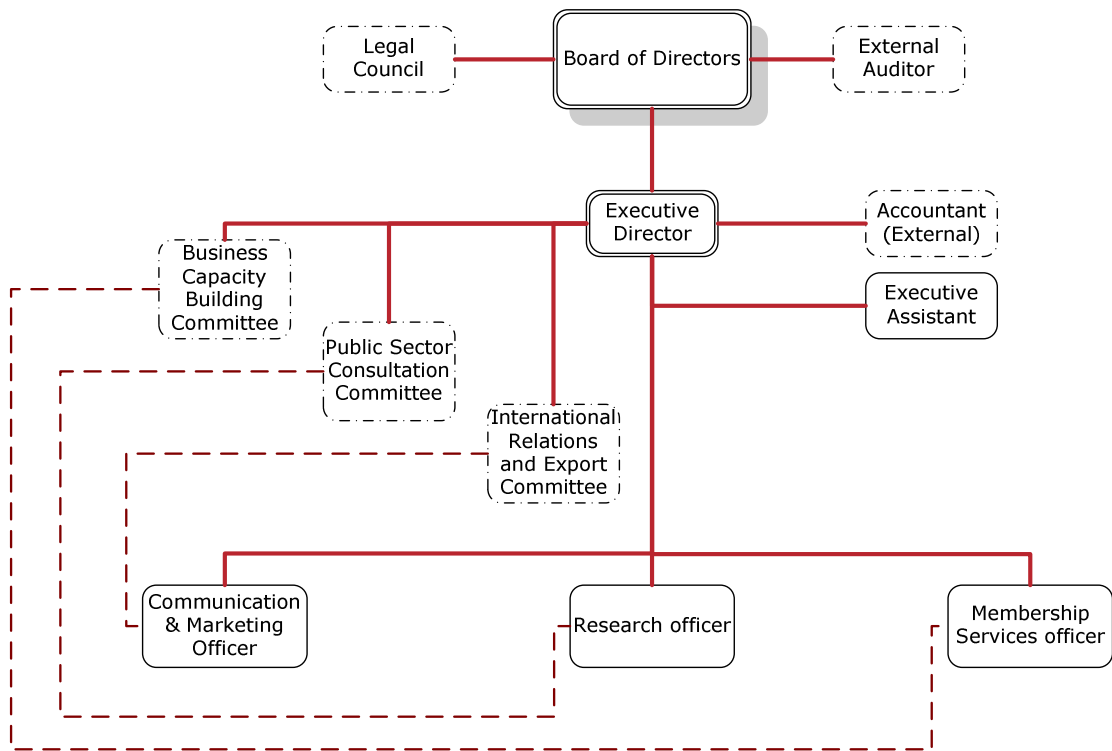 Legal
Council
Board of Directors
External
Auditor
Executive
Director
Accountant
(External)
Business
Capacity
Building
Committee
Executive
Assistant
Public Sector
Consultation
Committee
International
Relations
and Export
Committee
Communication
& Marketing
Officer
Research officer
Membership
Services officer